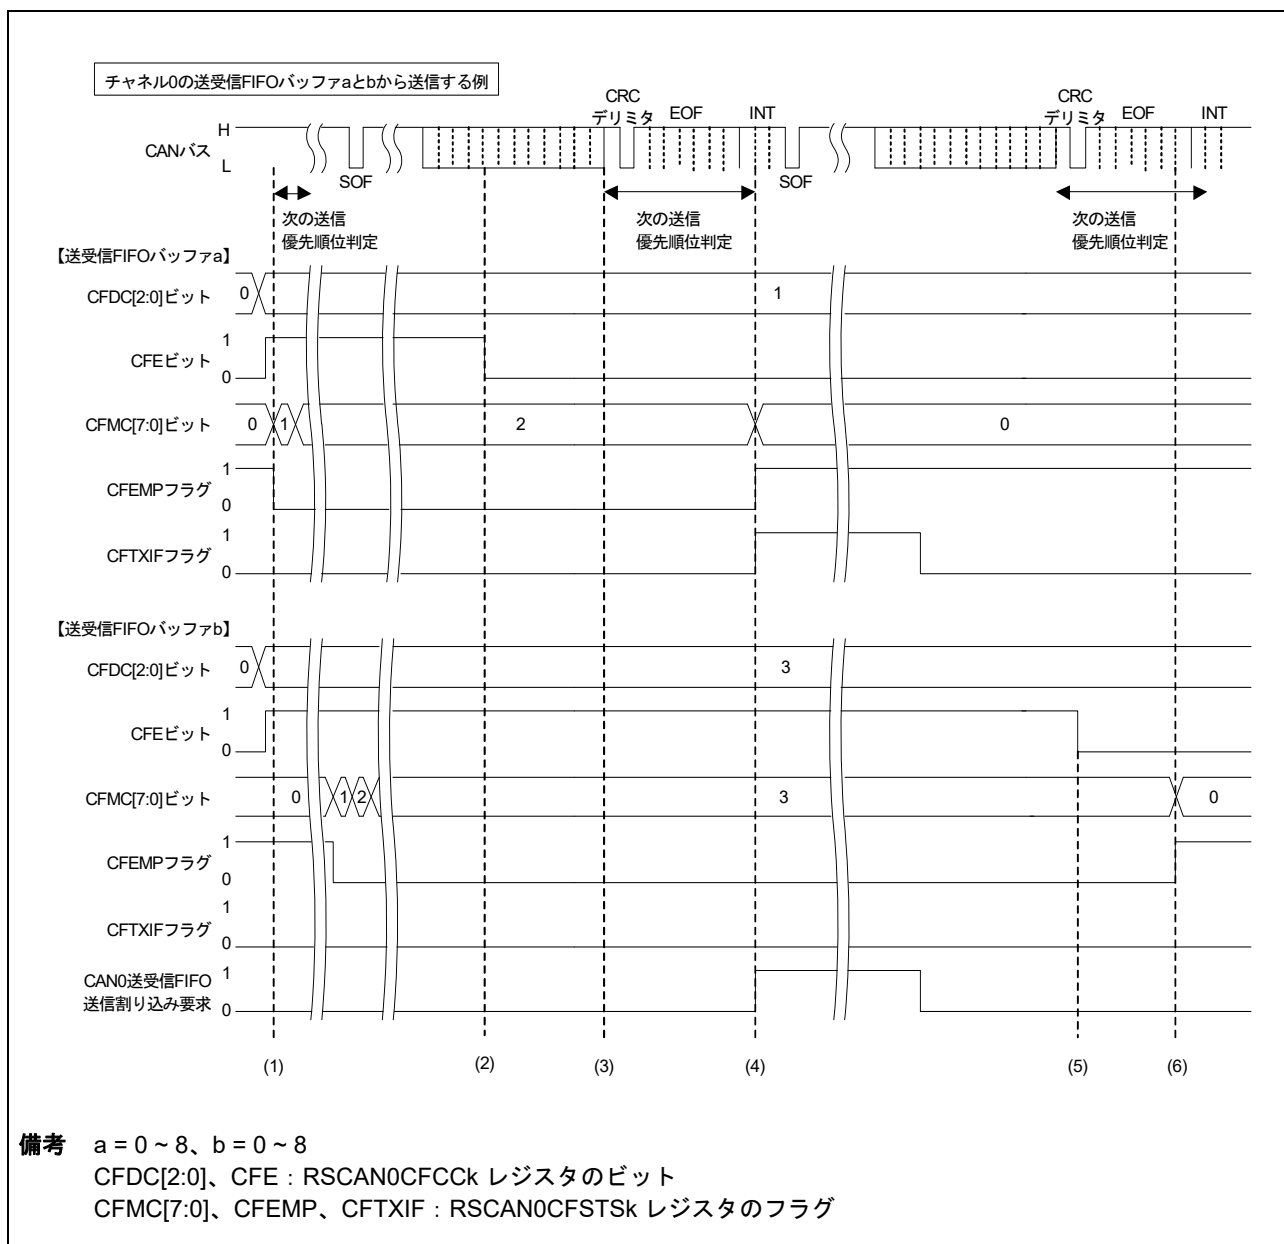 チャネル0の送受信FIFOバッファaとbから送信する例
CRC
デリミタ
EOF
INT
CRC
デリミタ
EOF
INT
H
CANバス
L
SOF
SOF
次の送信
優先順位判定
次の送信
優先順位判定
次の送信
優先順位判定
【送受信FIFOバッファa】
CFDC[2:0]ビット
0
1
CFEビット
1
0
CFMC[7:0]ビット
0
1
2
0
CFEMPフラグ
1
0
CFTXIFフラグ
1
0
【送受信FIFOバッファb】
CFDC[2:0]ビット
0
3
CFEビット
1
0
CFMC[7:0]ビット
0
1
2
3
0
CFEMPフラグ
1
0
CFTXIFフラグ
1
0
CAN0送受信FIFO
送信割り込み要求
1
0
(1)
(2)
(3)
(4)
(5)
(6)
備考 a = 0 ~ 8、b = 0 ~ 8
CFDC[2:0]、CFE : RSCAN0CFCCk レジスタのビット
CFMC[7:0]、CFEMP、CFTXIF : RSCAN0CFSTSk レジスタのフラグ